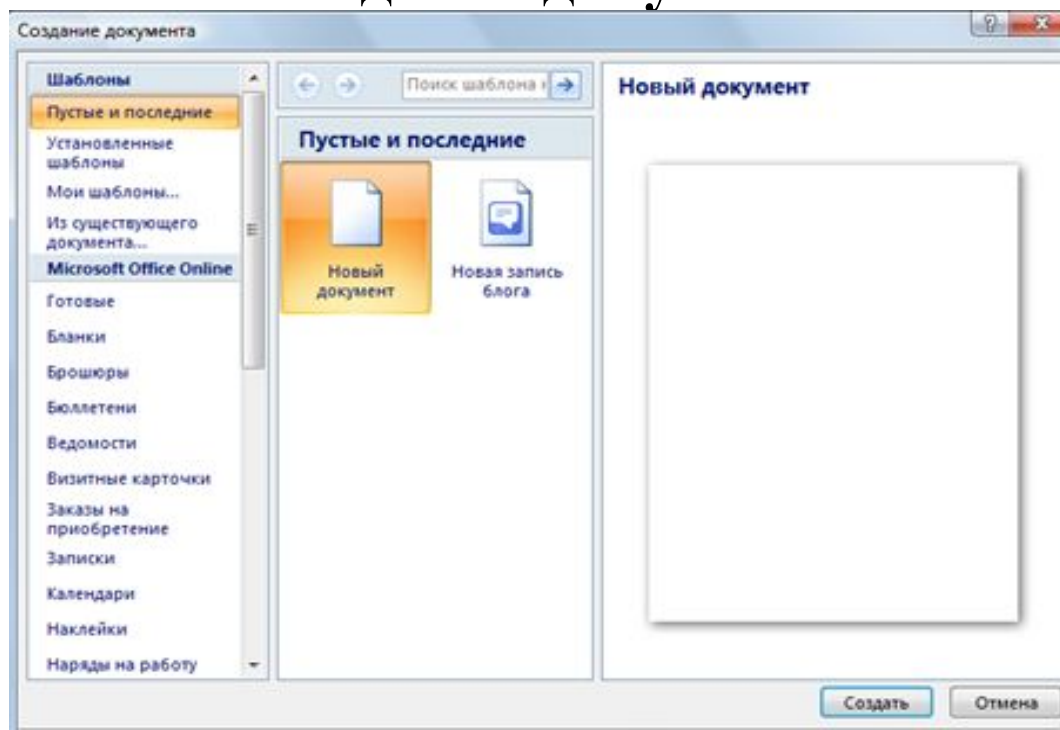 Создание документа
Шаблоны
Пустые и последние
Установленные
шаблоны
Мои шаблоны...
Из существующего
документа...
Microsoft Office Online
Готовые
Бланки
Брошюры
Бюллетени
Ведомости
Визитные карточки
Заказы на
приобретение
Записки
Календари
Наклейки
Наряды на работу
Поиск шаблона
Пустые и последние
Новый
документ
Новая запись
блога
Новый документ
Создать
Отмена